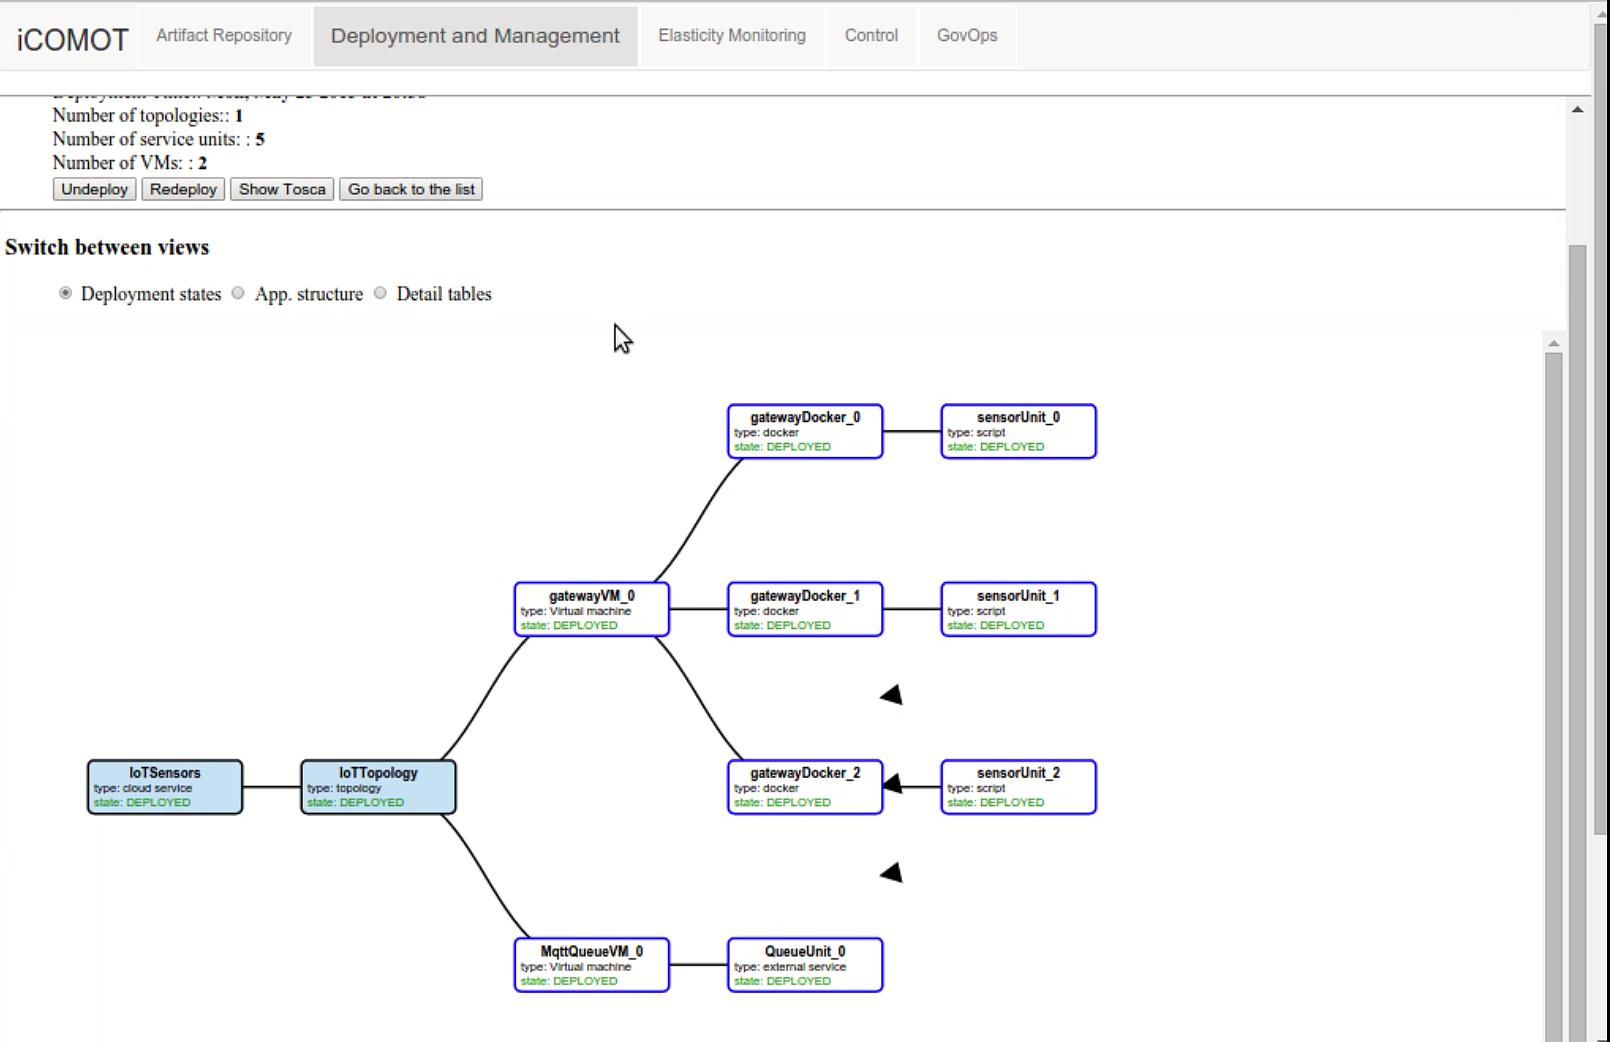 iCOMOT Artifact Repository Deployment and Management Elasticity Monitoring Control GovOps
Number of topologies:: 1
Number of service units: : 5
Number of VMs: : 2
Undeploy Redeploy Show Tosca Go back to the list
Switch between views
Deployment states App. structure Detail tables
gatewayDocker_0
type: docker
state: DEPLOYED
sensorUnit_0
type: script
state: DEPLOYED
gatewayVM_0
type: Virtual machine
state: DEPLOYED
gatewayDocker_1
type: docker
state: DEPLOYED
sensorUnit_1
type: script
state: DEPLOYED
IoTSensors
type: cloud service
state: DEPLOYED
IoTTopology
type: topology
state: DEPLOYED
gatewayDocker_2
type: docker
state: DEPLOYED
sensorUnit_2
type: script
state: DEPLOYED
MqttQueueVM_0
type: Virtual machine
state: DEPLOYED
QueueUnit_0
type: external service
state: DEPLOYED